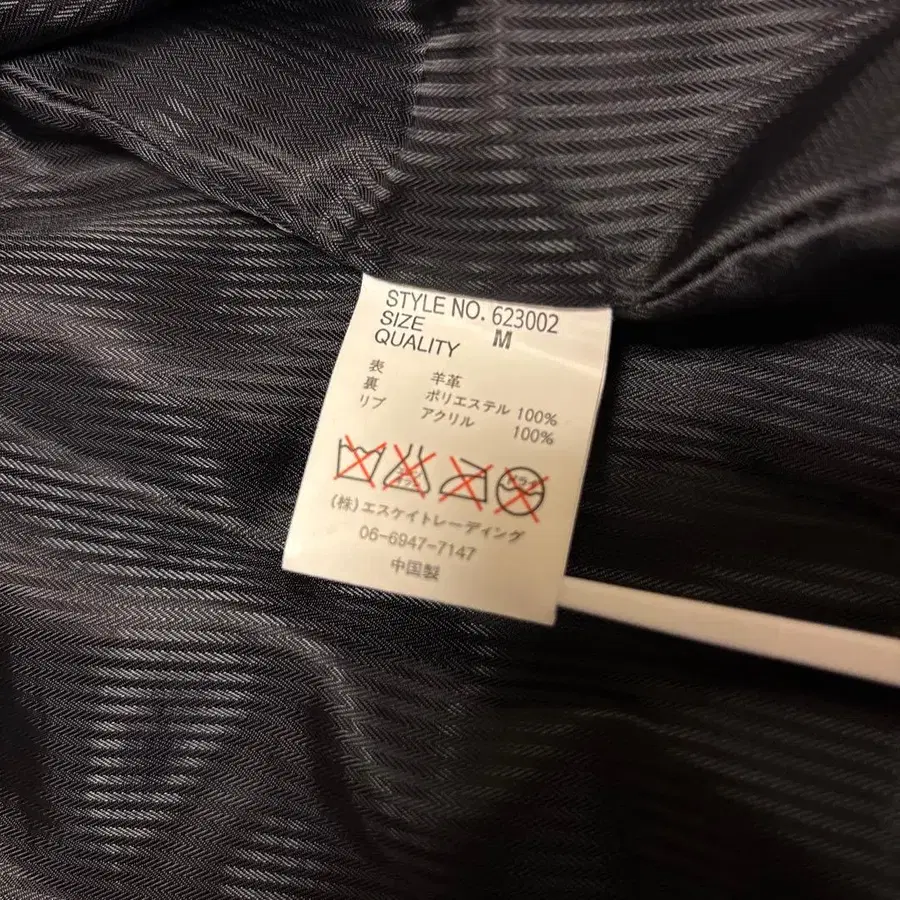 STYLE NO. 623002
SIZE M
QUALITY
表 羊革
裏 ポリエステル 100%
リブ アクリル 100%
(株)エスケイトレーディング
06-6947-7147
中国製